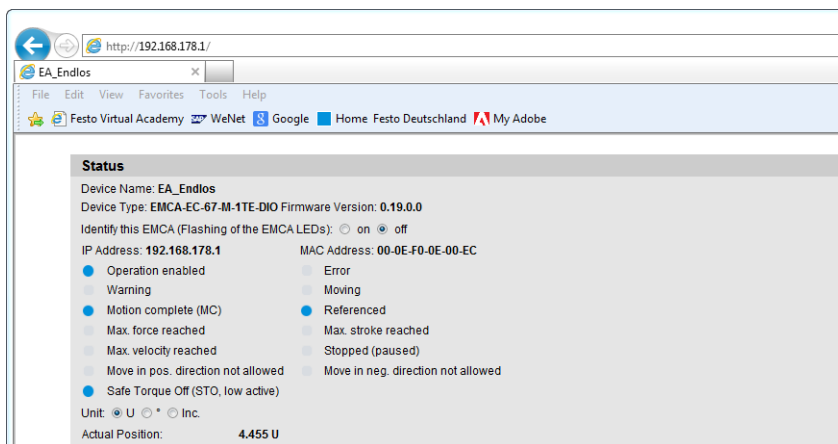 http://192.168.178.1/
EA_Endlos
File Edit View Favorites Tools Help
Festo Virtual Academy WeNet Google Home Festo Deutschland My Adobe
Status
Device Name: EA_Endlos
Device Type: EMCA-EC-67-M-1TE-DIO Firmware Version: 0.19.0.0
Identify this EMCA (Flashing of the EMCA LEDs): on off
IP Address: 192.168.178.1 MAC Address: 00-0E-F0-0E-00-EC
Operation enabled Error
Warning Moving
Motion complete (MC) Referenced
Max. force reached Max. stroke reached
Max. velocity reached Stopped (paused)
Move in pos. direction not allowed Move in neg. direction not allowed
Safe Torque Off (STO, low active)
Unit: U ° Inc.
Actual Position: 4.455 U